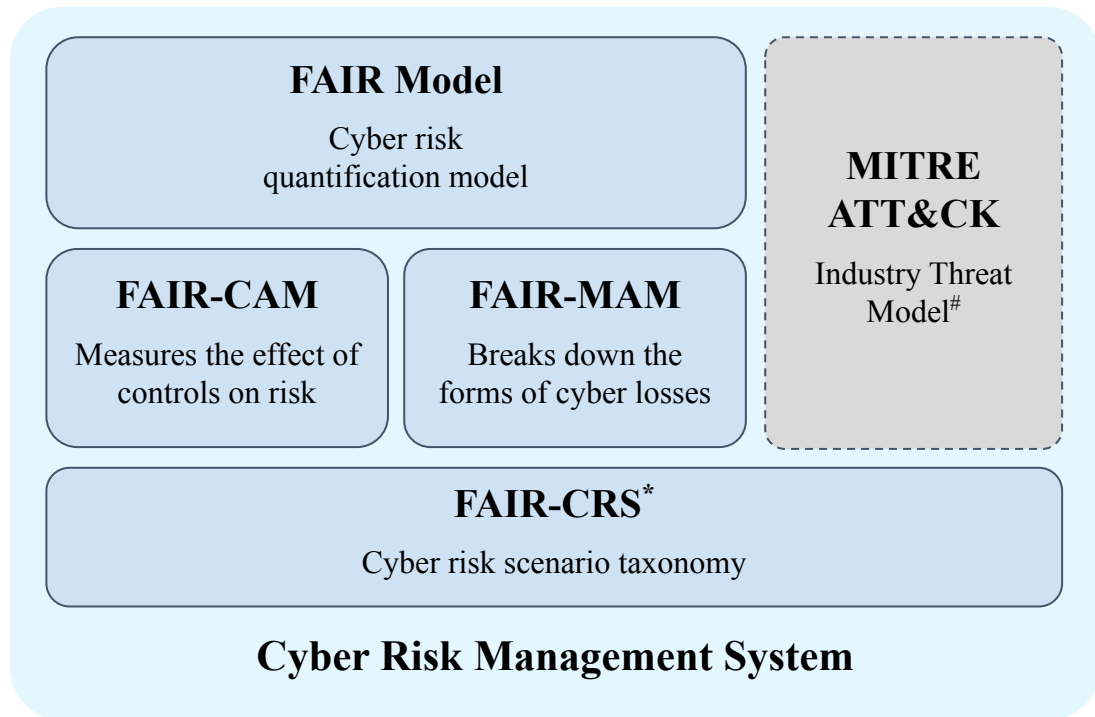 FAIR Model
Cyber risk
quantification model
MITRE
ATT&CK
Industry Threat
Model#
FAIR-CAM
Measures the effect of
controls on risk
FAIR-MAM
Breaks down the
forms of cyber losses
FAIR-CRS*
Cyber risk scenario taxonomy
Cyber Risk Management System